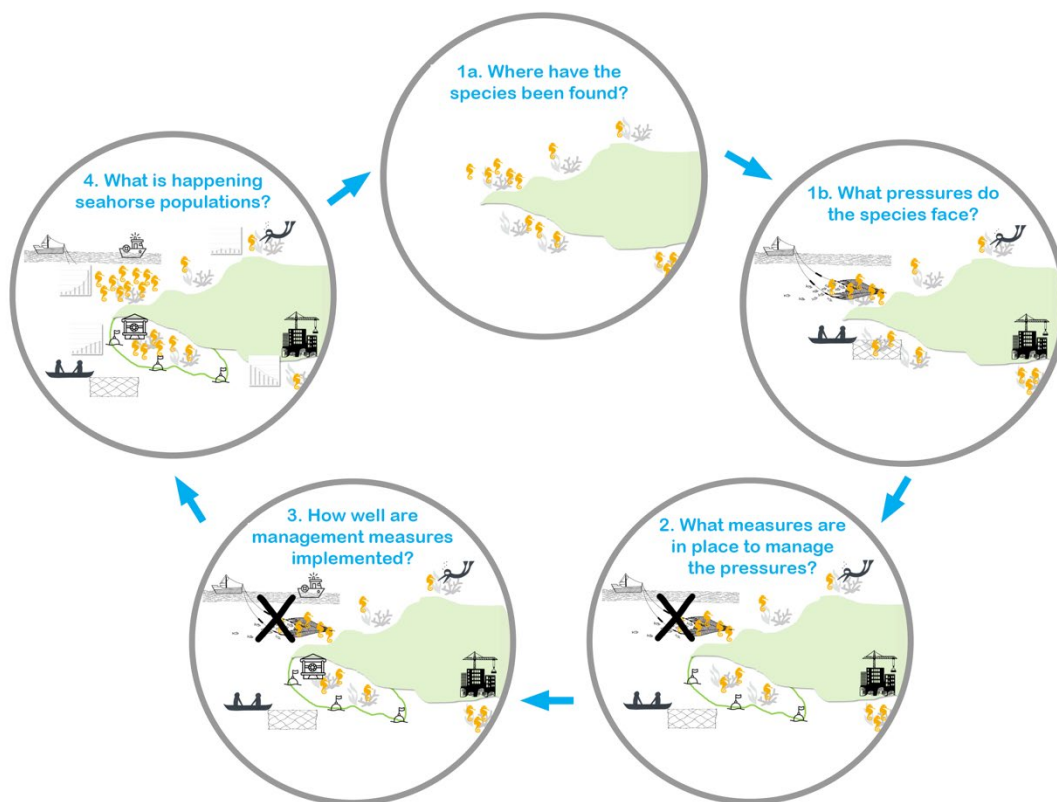 1a. Where have the
species been found?
1b. What pressures do
the species face?
2. What measures are
in place to manage
the pressures?
3. How well are
management measures
implemented?
4. What is happening
seahorse populations?